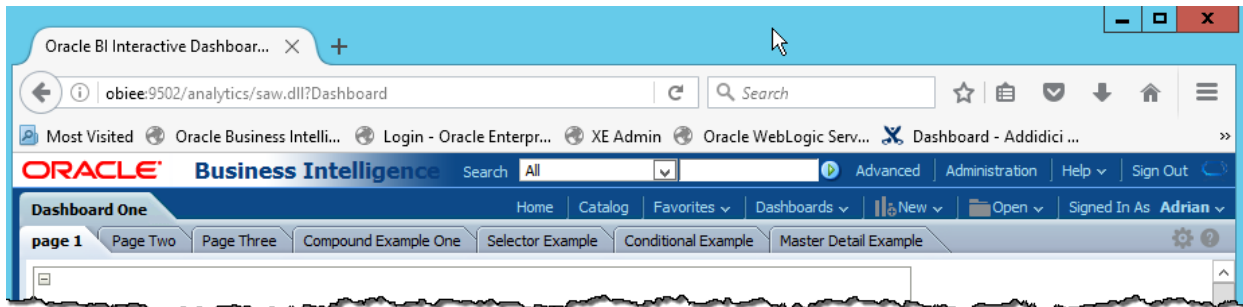 Oracle BI Interactive Dashboar...
obiee:9502/analytics/saw.dll?Dashboard Search
Most Visited Oracle Business Intelli... Login - Oracle Enterpr... XE Admin Oracle WebLogic Serv... Dashboard - Addidici ...
ORACLE Business Intelligence Search All Advanced Administration Help Sign Out
Dashboard One Home Catalog Favorites Dashboards New Open Signed In As Adrian
page 1 Page Two Page Three Compound Example One Selector Example Conditional Example Master Detail Example